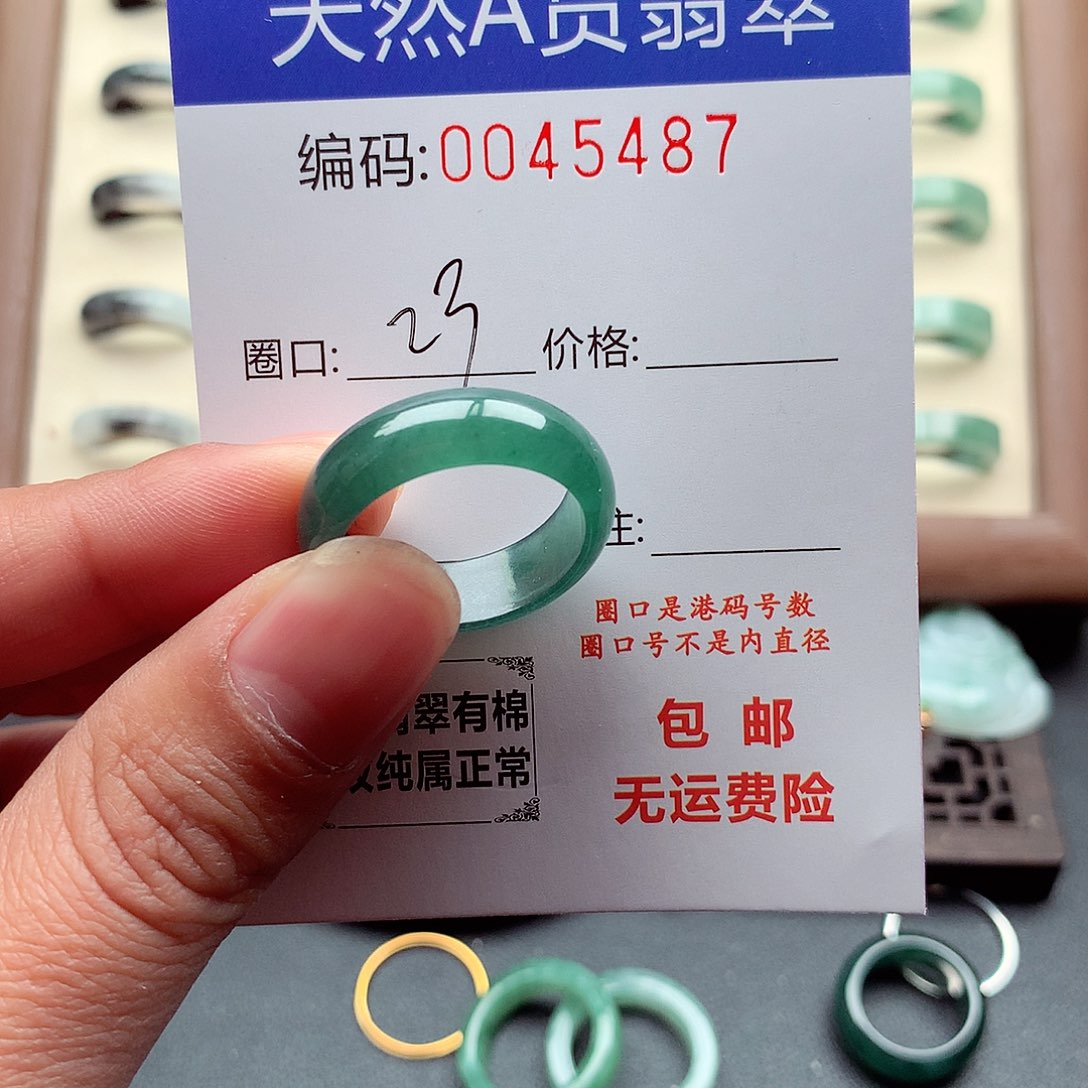 天然A货翡翠
编码:0045487
圈口: 23 价格:
注:
圈口是港码号数
圈口号不是内直径
翡翠有棉
纯属正常
包 邮
无运费险